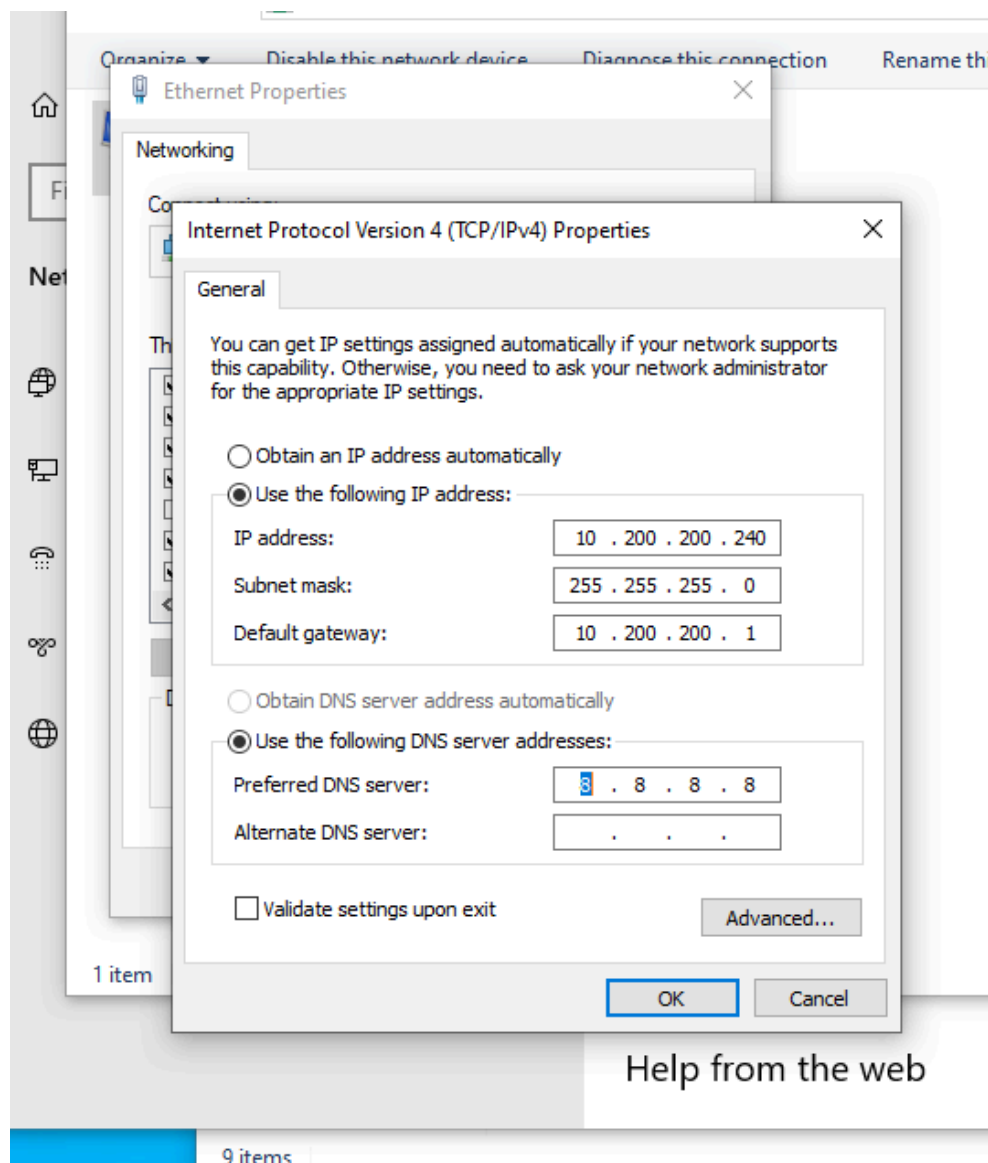 Organize
Disable this network device
Diagnose this connection
Rename thi
Ethernet Properties
Networking
Fi
Net
Internet Protocol Version 4 (TCP/IPv4) Properties
General
Th
You can get IP settings assigned automatically if your network supports
this capability. Otherwise, you need to ask your network administrator
for the appropriate IP settings.
Obtain an IP address automatically
Use the following IP address:
IP address: 10 . 200 . 200 . 240
Subnet mask: 255 . 255 . 255 . 0
Default gateway: 10 . 200 . 200 . 1
Obtain DNS server address automatically
Use the following DNS server addresses:
Preferred DNS server: 8 . 8 . 8 . 8
Alternate DNS server: . . .
Validate settings upon exit
Advanced...
1 item
OK
Cancel
Help from the web
9 items